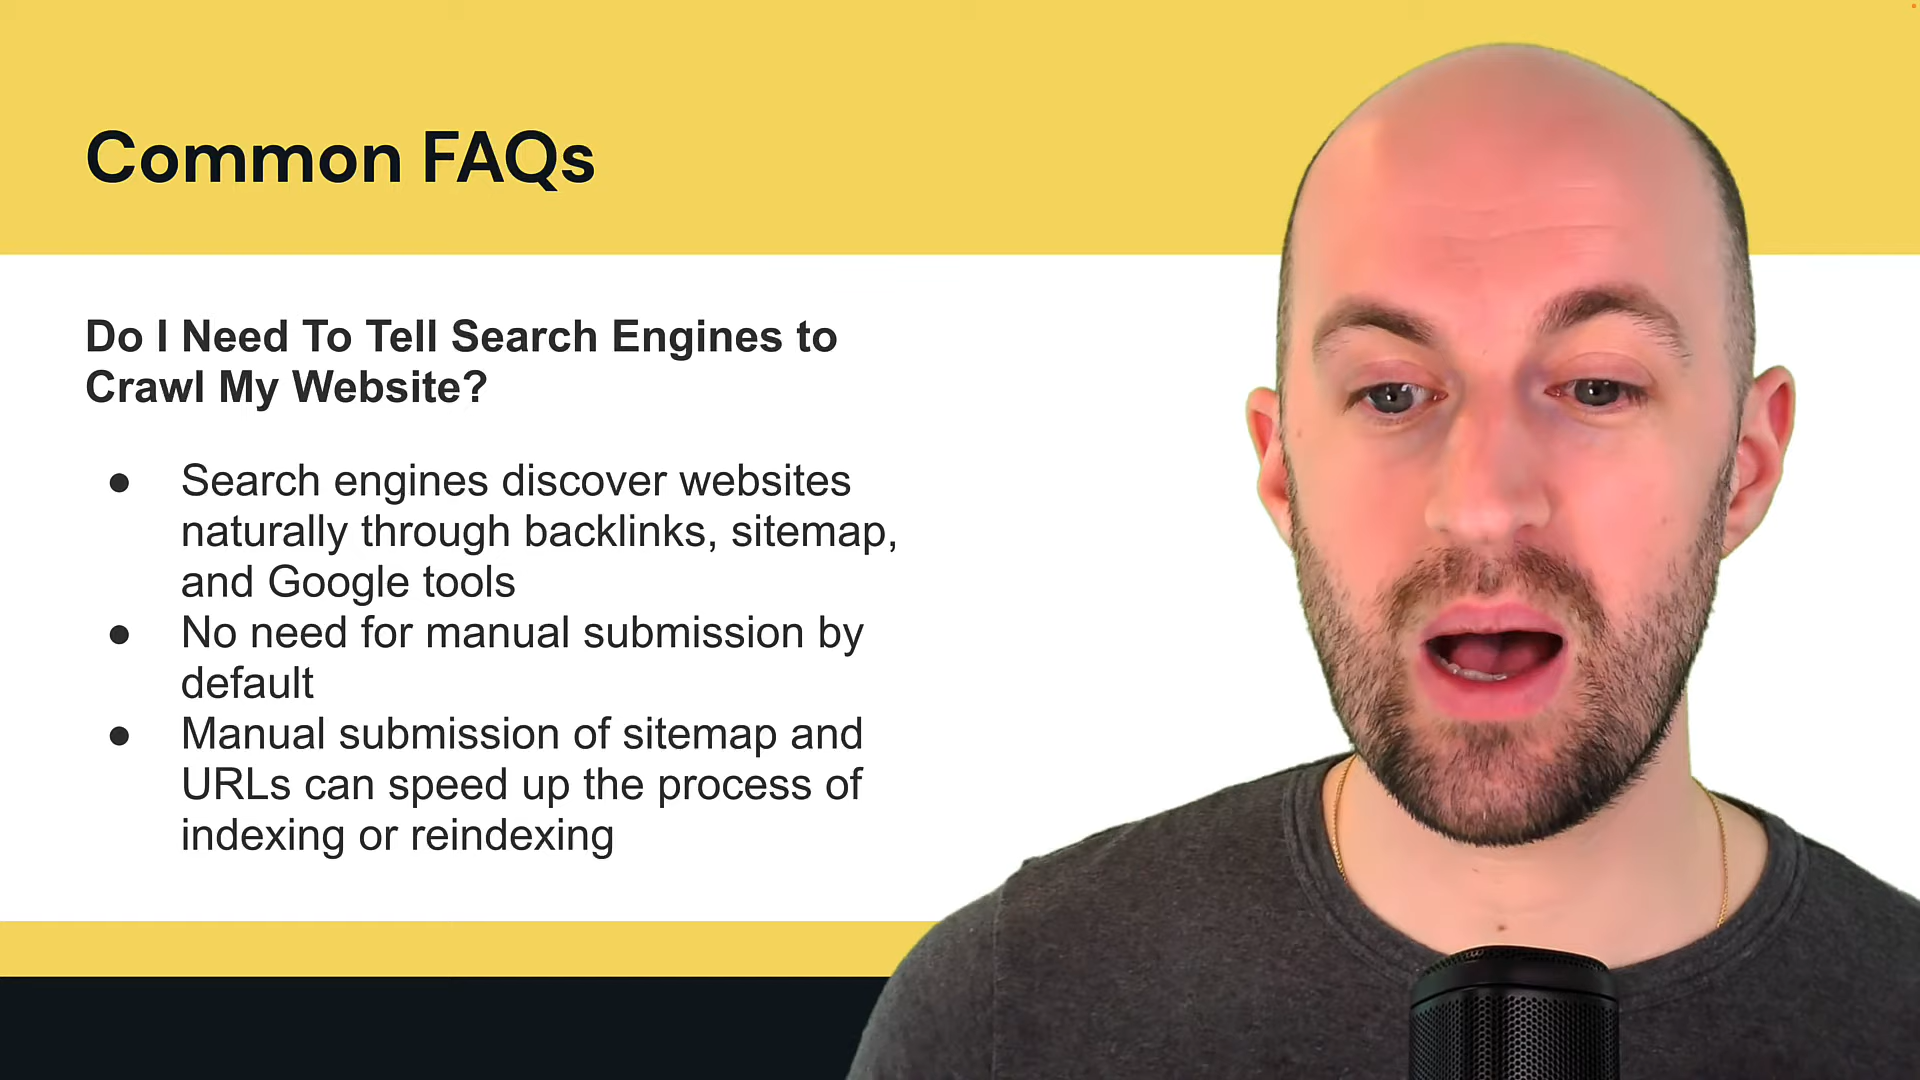 Common FAQs
Do I Need To Tell Search Engines to
Crawl My Website?
● Search engines discover websites
naturally through backlinks, sitemap,
and Google tools
● No need for manual submission by
default
● Manual submission of sitemap and
URLs can speed up the process of
indexing or reindexing